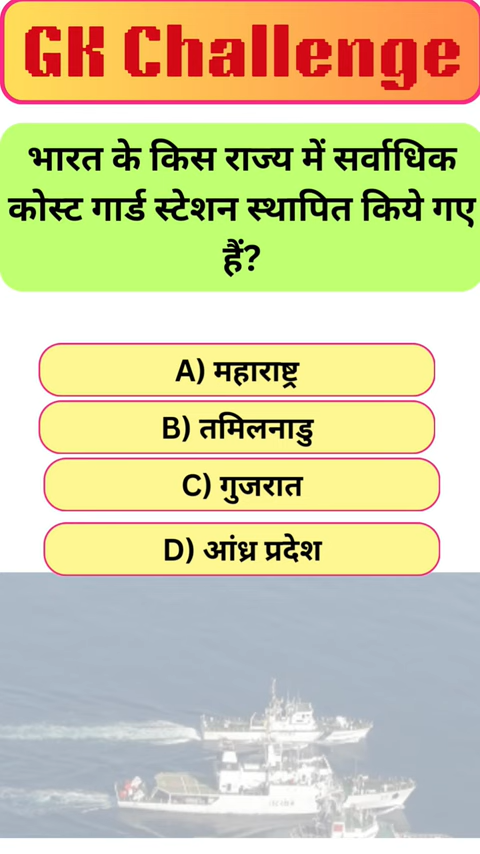 GK Challenge
भारत के किस राज्य में सर्वाधिक
कोस्ट गार्ड स्टेशन स्थापित किये गए
हैं?
A) महाराष्ट्र
B) तमिलनाडु
C) गुजरात
D) आंध्र प्रदेश